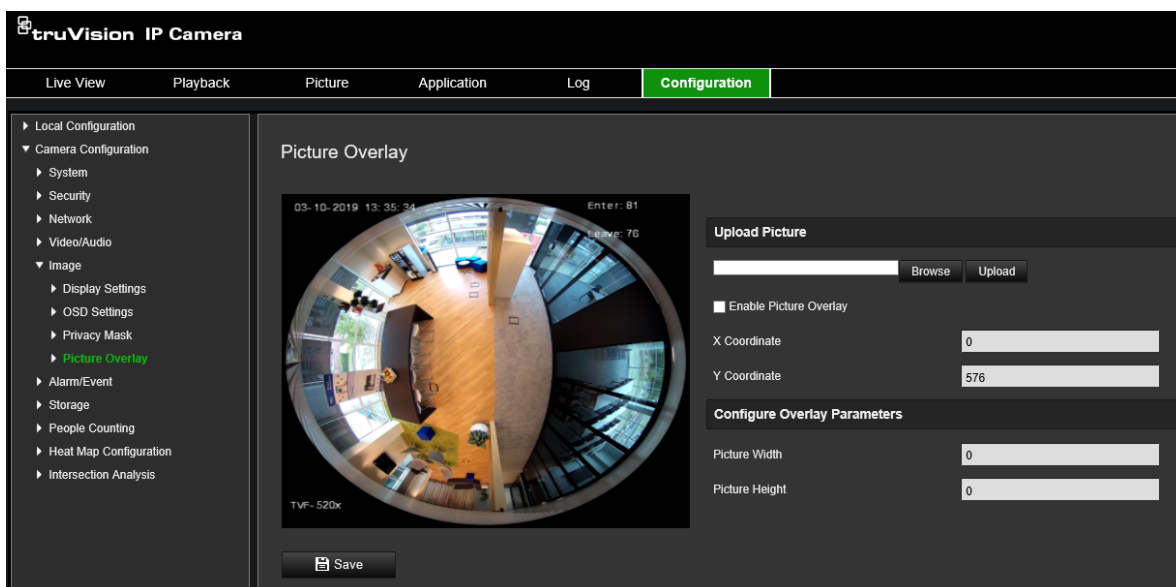 truVision IP Camera
Live View Playback Picture Application Log Configuration
Local Configuration
Camera Configuration
System
Security
Network
Video/Audio
Image
Display Settings
OSD Settings
Privacy Mask
Picture Overlay
Alarm/Event
Storage
People Counting
Heat Map Configuration
Intersection Analysis
Picture Overlay
03-10-2019 13:35:34
Enter: 81
Leave: 76
TVF-520x
Save
Upload Picture
Browse Upload
Enable Picture Overlay
X Coordinate 0
Y Coordinate 576
Configure Overlay Parameters
Picture Width 0
Picture Height 0